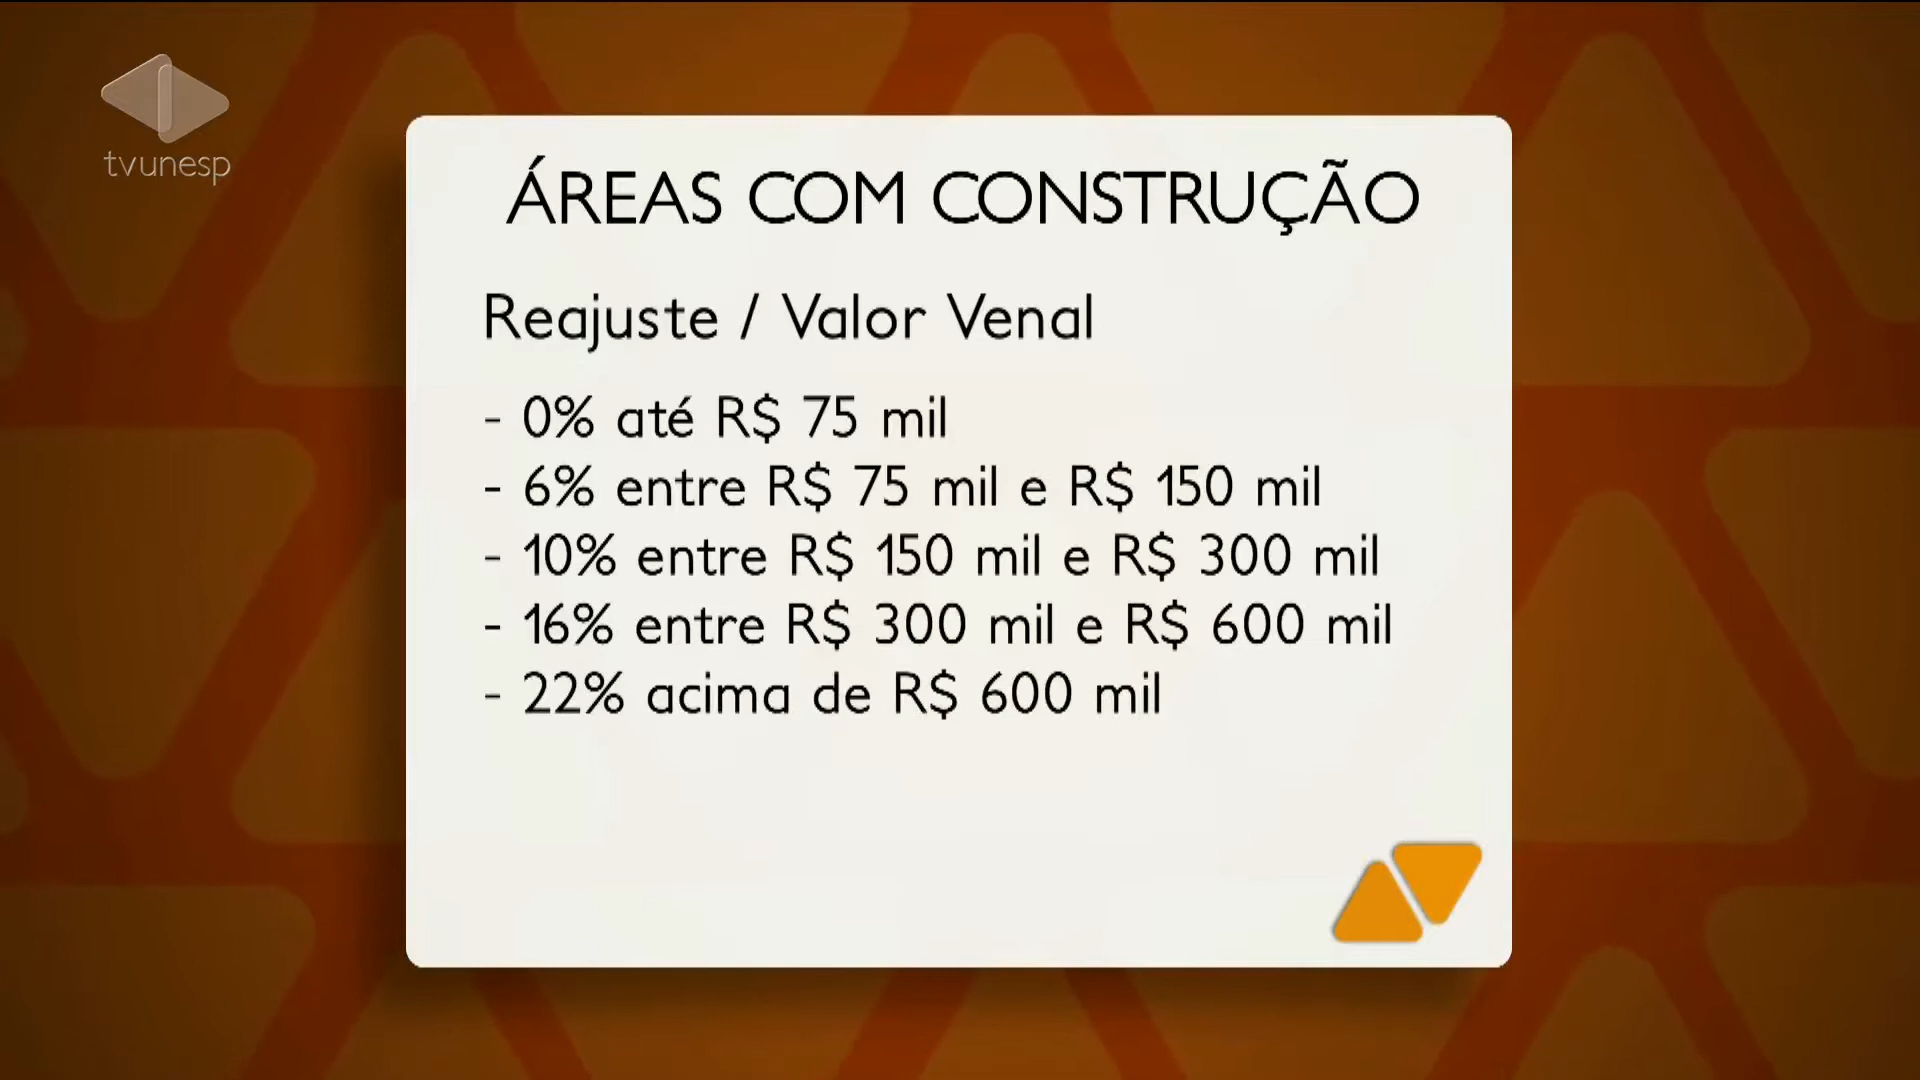 tvunesp
ÁREAS COM CONSTRUÇÃO
Reajuste / Valor Venal
- 0% até R$ 75 mil
- 6% entre R$ 75 mil e R$ 150 mil
- 10% entre R$ 150 mil e R$ 300 mil
- 16% entre R$ 300 mil e R$ 600 mil
- 22% acima de R$ 600 mil